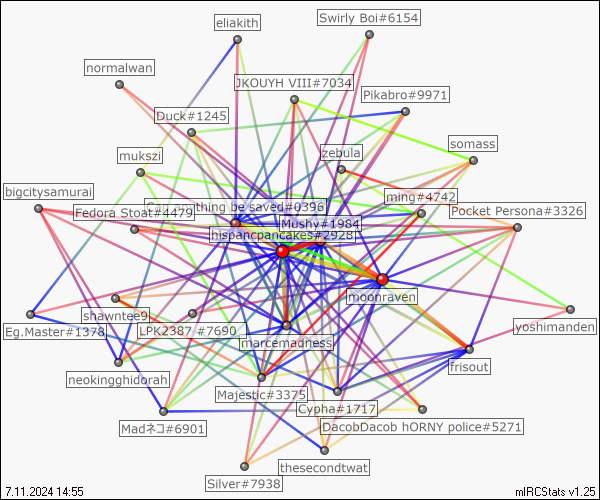 eliakith
Swirly Boi#6154
normalwan
JKOUYH VIII#7034
Pikabro#9971
Duck#1245
somass
zebula
mukszi
bigcitysamurai
ming#4742
thing be saved#0396
Fedora Stoat#4479
Pocket Persona#3326
Mushy#1984
hispancpancakes#2928
moonraven
shawntee9
yoshimanden
Eg.Master#1378
LPK2387 #7690
marcemadness
frisout
neokingghidorah
Majestic#3375
Cypha#1717
DacobDacob hORNY police#5271
Madネコ#6901
thesecondtwat
Silver#7938
7.11.2024 14:55
mIRCStats v1.25